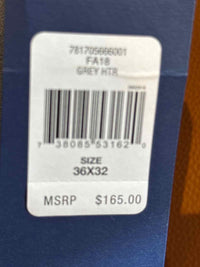 781705666001
FA18
GREY HTR
7 38085 53162 0
SIZE
36X32
MSRP $165.00